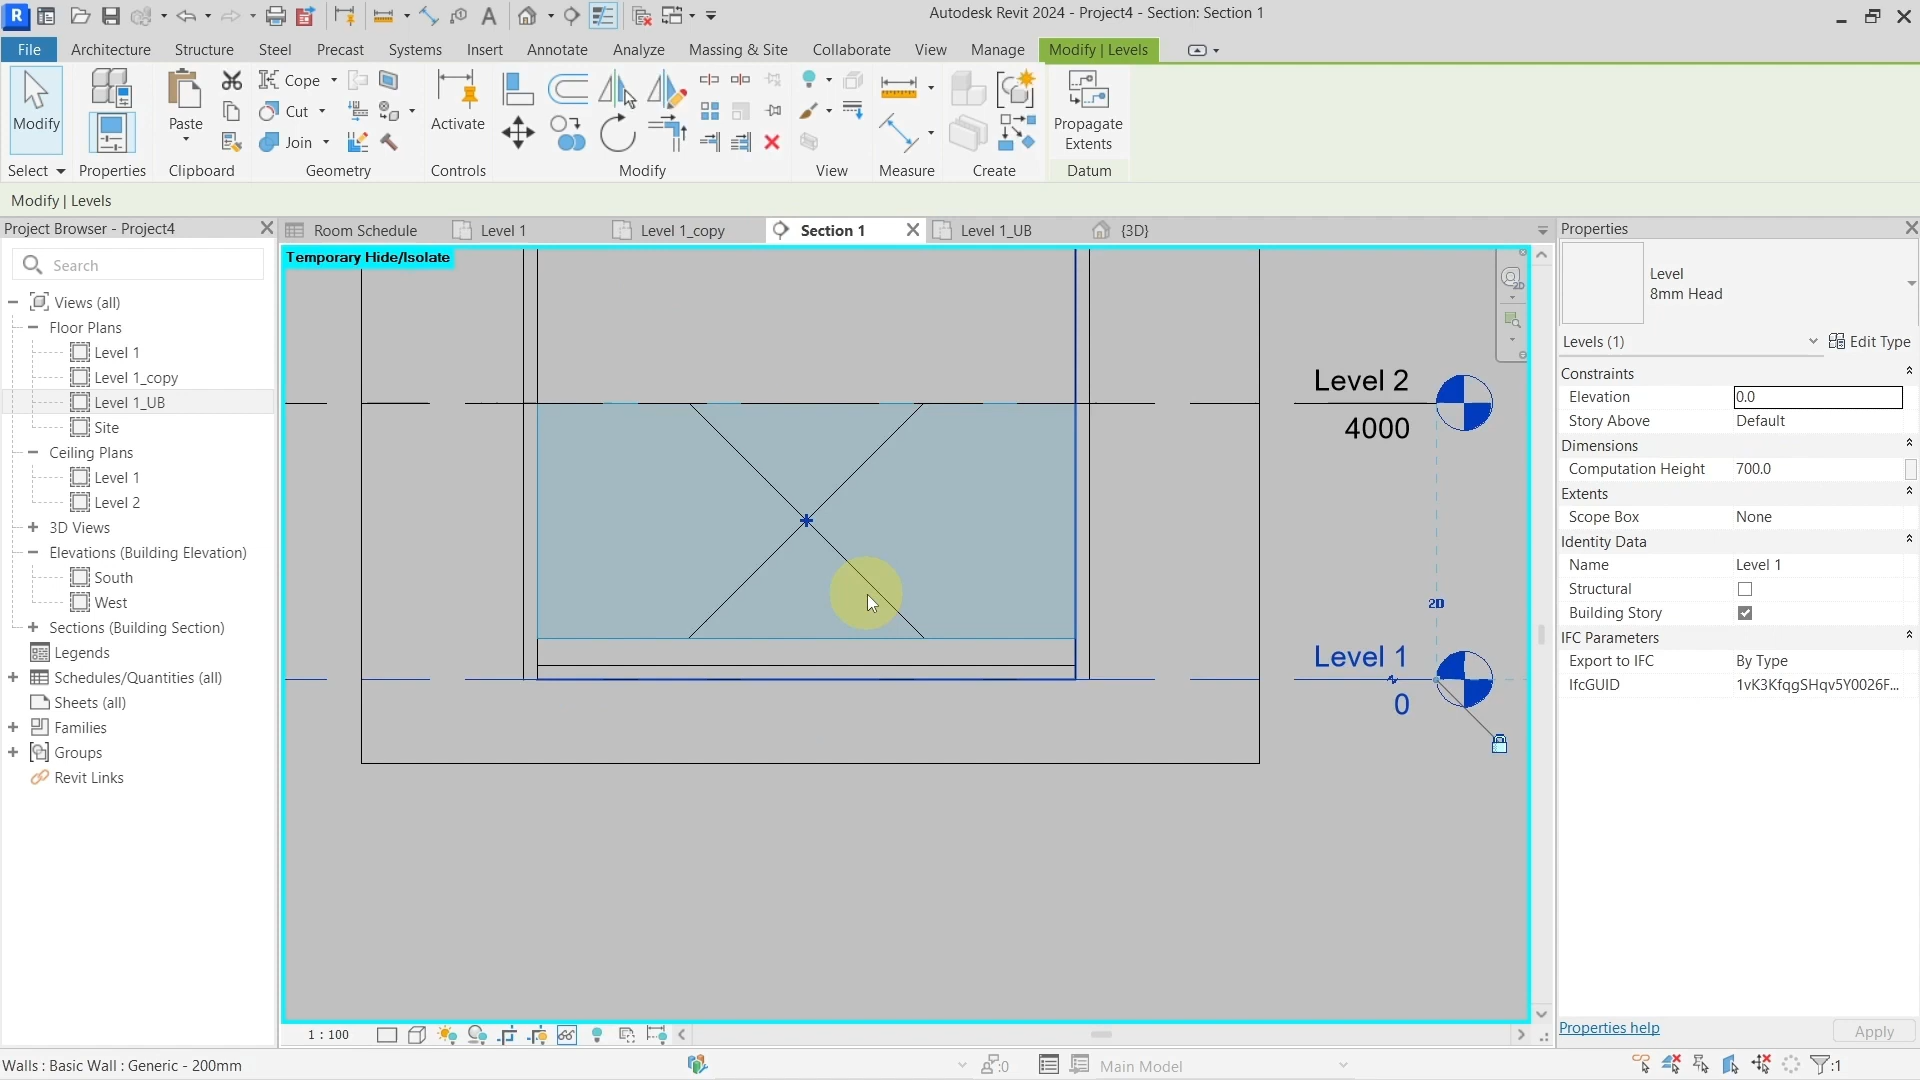 Autodesk Revit 2024 - Project4 - Section: Section 1
File Architecture Structure Steel Precast Systems Insert Annotate Analyze Massing & Site Collaborate View Manage Modify | Levels
Modify
Paste
Cope
Cut
Join
Activate
Propagate
Extents
Select Properties Clipboard Geometry Controls Modify View Measure Create Datum
Modify | Levels
Project Browser - Project4
Search
Views (all)
Floor Plans
Level 1
Level 1_copy
Level 1_UB
Site
Ceiling Plans
Level 1
Level 2
3D Views
Elevations (Building Elevation)
South
West
Sections (Building Section)
Legends
Schedules/Quantities (all)
Sheets (all)
Families
Groups
Revit Links
Room Schedule Level 1 Level 1_copy Section 1 Level 1_UB {3D}
Temporary Hide/Isolate
2D
Level 2
4000
2D
Level 1
0
Properties
Level
8mm Head
Levels (1) Edit Type
Constraints
Elevation 0.0
Story Above Default
Dimensions
Computation Height 700.0
Extents
Scope Box None
Identity Data
Name Level 1
Structural
Building Story
IFC Parameters
Export to IFC By Type
IfcGUID 1vK3KfqgSHqv5Y0026F...
Properties help Apply
1 : 100
Walls : Basic Wall : Generic - 200mm :0 Main Model :1